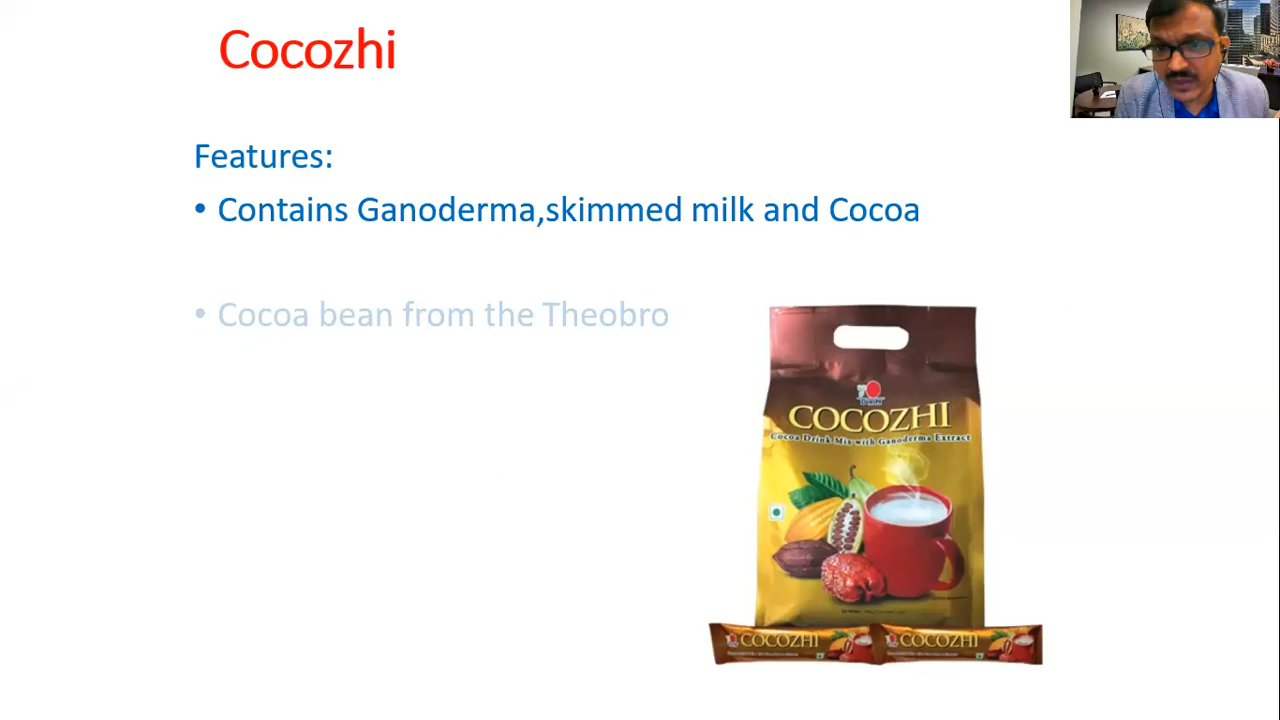 Cocozhi
Features:
• Contains Ganoderma,skimmed milk and Cocoa
• Cocoa bean from the Theobro
DXN
COCOZHI
Cocoa Drink Mix with Ganoderma Extract
COCOZHI
COCOZHI